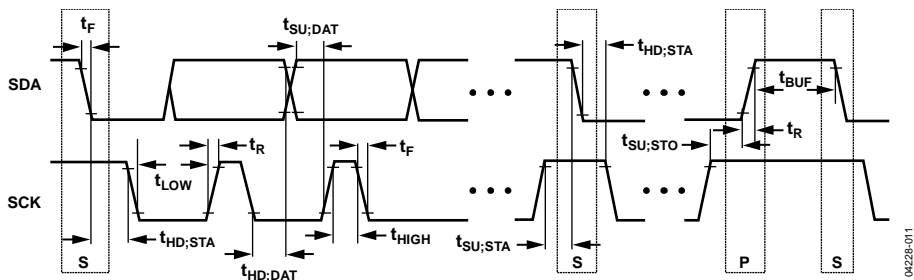 tF
tSU;DAT
tHD;STA
SDA
tBUF
tR
tF
tSU;STO
tR
tLOW
SCK
tHD;STA
tHD;DAT
tHIGH
tSU;STA
S
S
P
S
04228-011